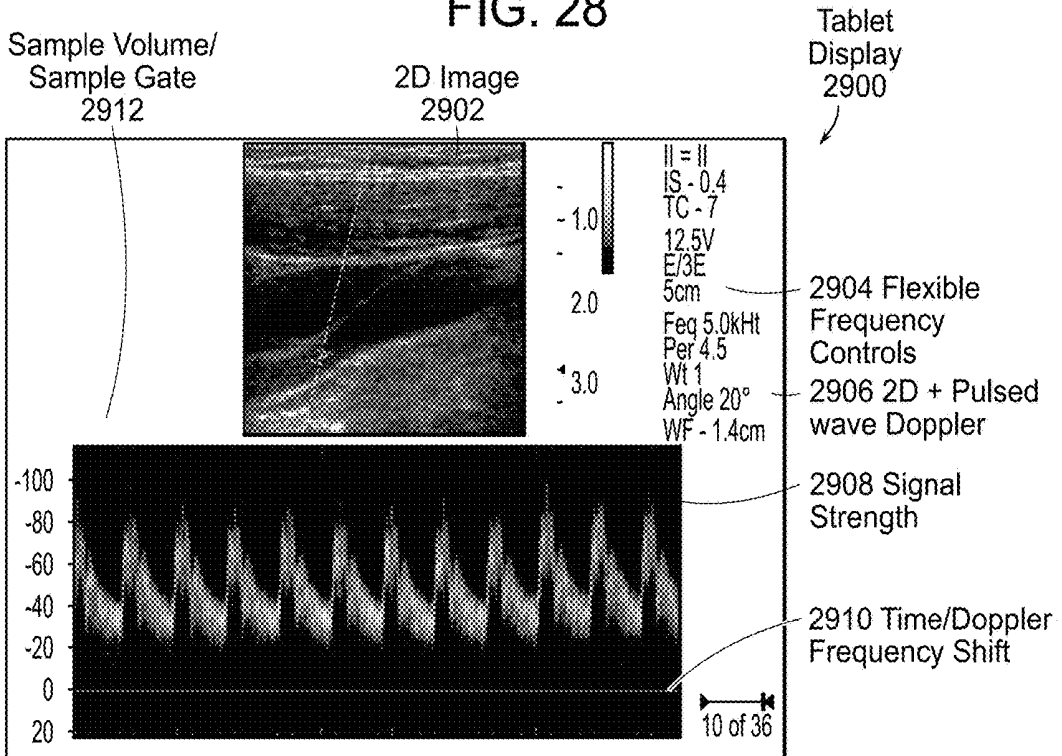 FIG. 28
Sample Volume/
Sample Gate
2912
2D Image
2902
Tablet
Display
2900
1.0
2.0
3.0
II = II
IS - 0.4
TC - 7
12.5V
E/3E
5cm
Feq 5.0kHt
Per 4.5
Wt 1
Angle 20°
WF - 1.4cm
2904 Flexible
Frequency
Controls
2906 2D + Pulsed
wave Doppler
2908 Signal
Strength
2910 Time/Doppler
Frequency Shift
-100
-80
-60
-40
-20
0
20
10 of 36